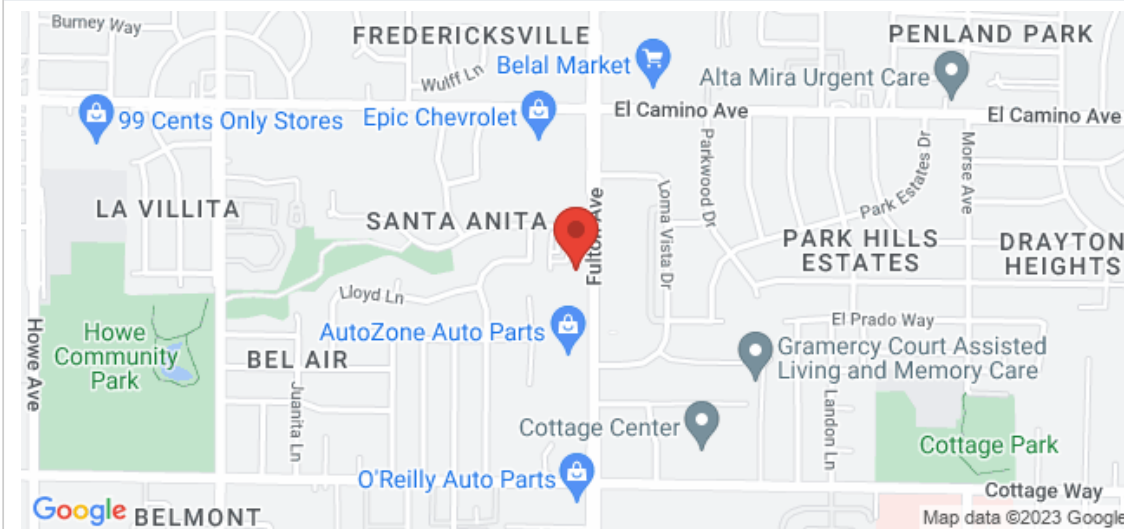 Burney Way
FREDERICKSVILLE
PENLAND PARK
Wulff Ln
Belal Market
Alta Mira Urgent Care
99 Cents Only Stores
Epic Chevrolet
El Camino Ave
El Camino Ave
Parkwood Dr
Morse Ave
Park Estates Dr
LA VILLITA
SANTA ANITA
Fulton Ave
Loma Vista Dr
PARK HILLS
ESTATES
DRAYTON
HEIGHTS
Lloyd Ln
Howe Ave
Howe
Community
Park
BEL AIR
AutoZone Auto Parts
El Prado Way
Gramercy Court Assisted
Living and Memory Care
Juanita Ln
Landon Ln
Cottage Center
Cottage Park
O'Reilly Auto Parts
Cottage Way
Google
BELMONT
Map data ©2023 Google